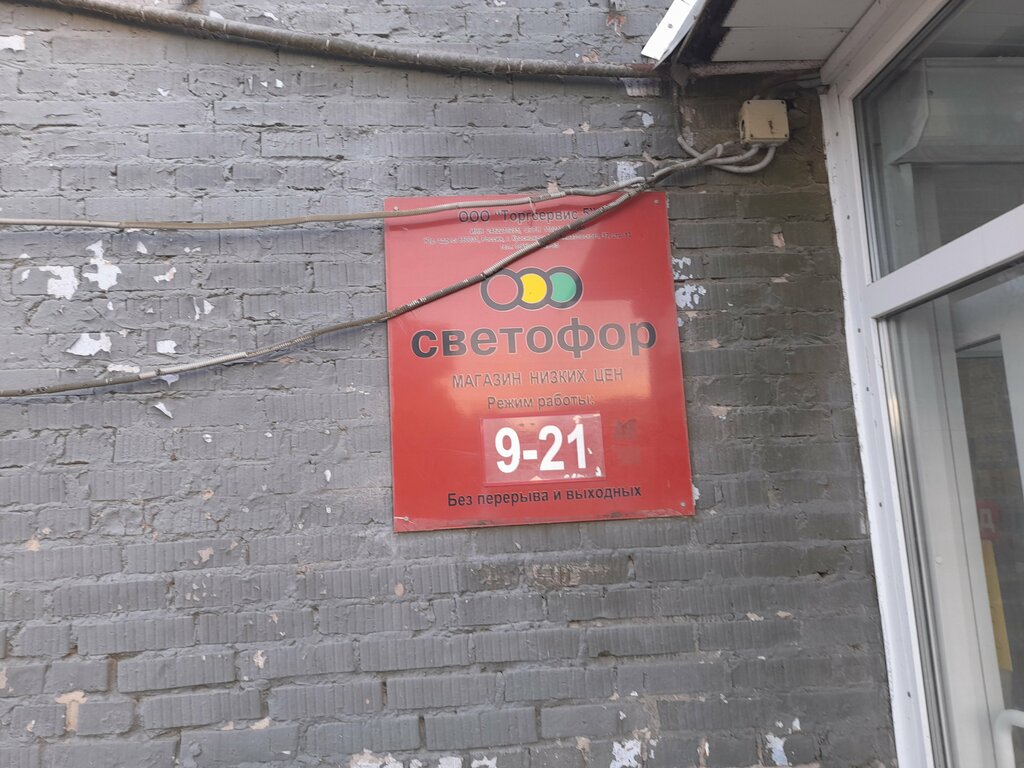 ООО "Торгсервис
светофор
МАГАЗИН НИЗКИХ ЦЕН
Режим работы:
9-21
Без перерыва и выходных